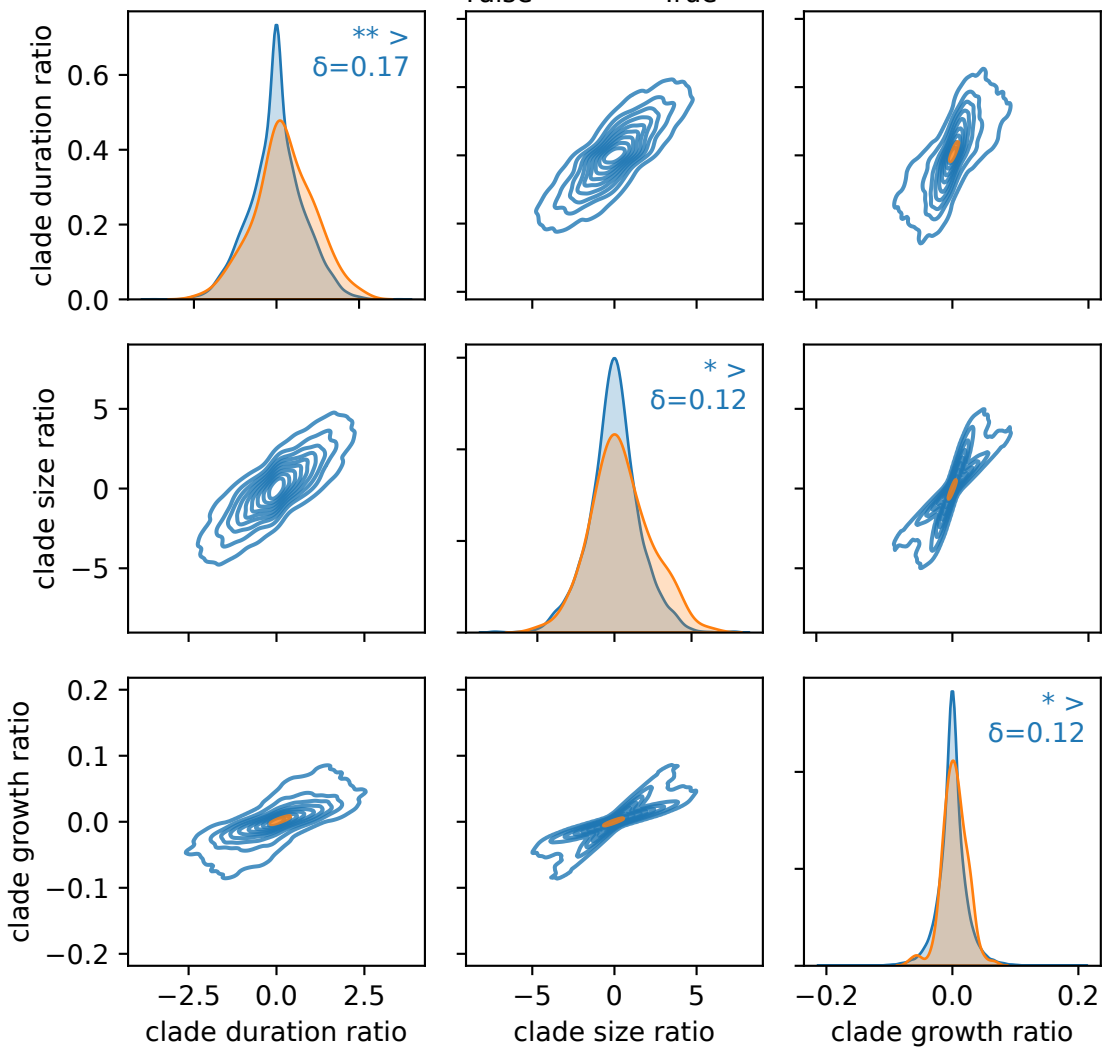 True
** >
δ=0.17
clade duration ratio
0.6
0.4
0.2
0.0
* >
δ=0.12
clade size ratio
5
0
−5
* >
δ=0.12
clade growth ratio
0.2
0.1
0.0
−0.1
−0.2
−2.5 0.0 2.5
−5 0 5
−0.2 0.0 0.2
clade duration ratio
clade size ratio
clade growth ratio